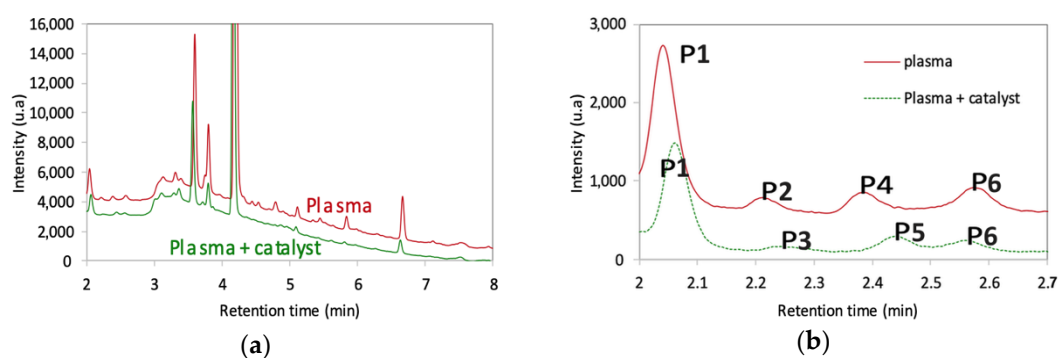 16,000
14,000
12,000
10,000
8,000
6,000
4,000
2,000
0
Intensity (u.a)
2 3 4 5 6 7 8
Retention time (min)
Plasma
Plasma + catalyst
(a)
3,000
2,000
1,000
0
Intensity (u.a)
2 2.1 2.2 2.3 2.4 2.5 2.6 2.7
Retention time (min)
plasma
Plasma + catalyst
P1
P1
P2
P4
P6
P3
P5
P6
(b)